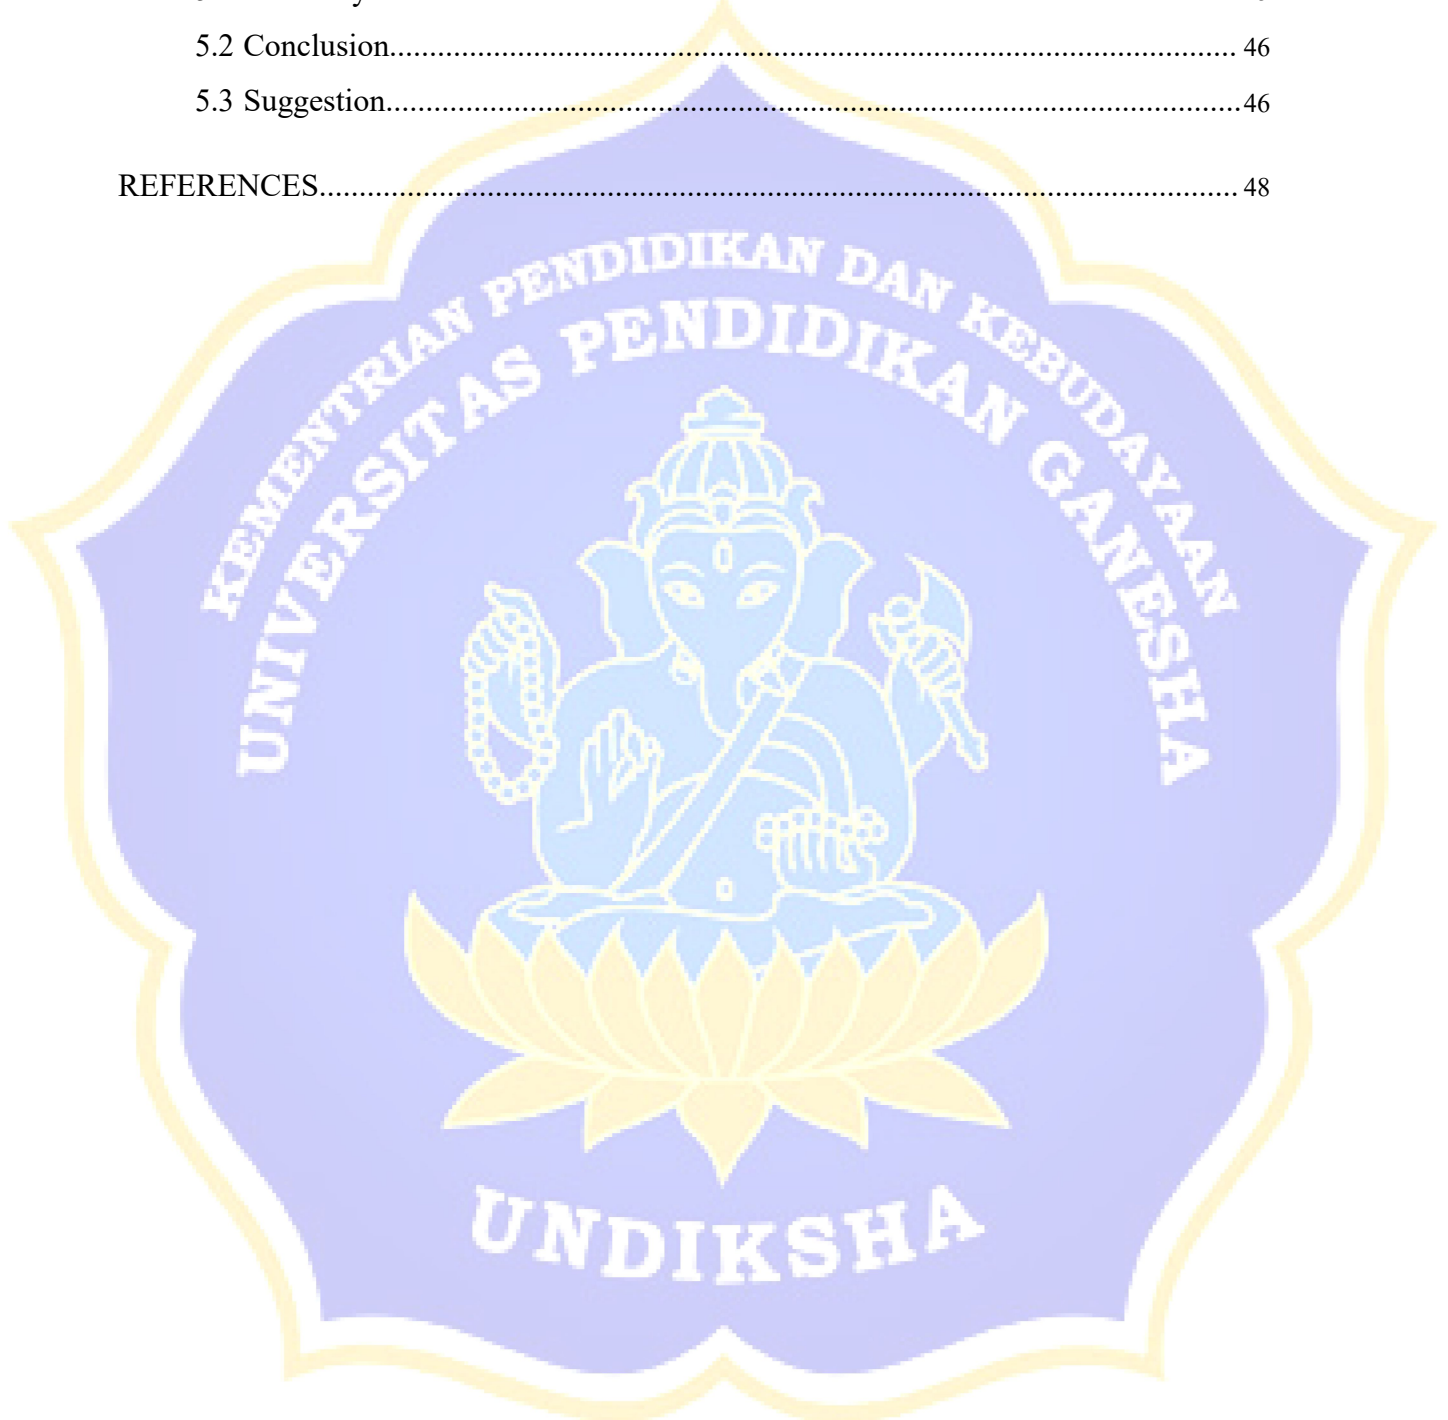 5.2 Conclusion........................................................................................................... 46
5.3 Suggestion............................................................................................................46
REFERENCES.................................................................................................................... 48
KEMENTRIAN PENDIDIKAN DAN KEBUDAYAAN
UNIVERSITAS PENDIDIKAN GANESHA
UNDIKSHA